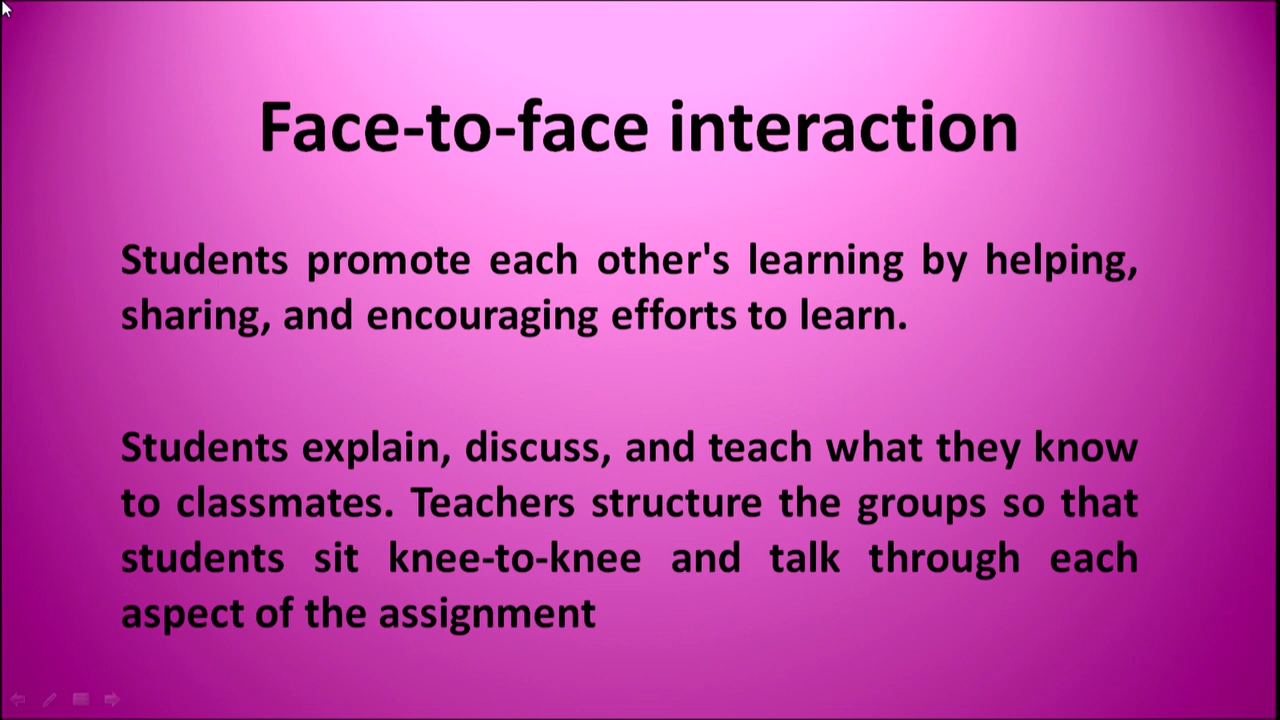 Face-to-face interaction
Students promote each other's learning by helping,
sharing, and encouraging efforts to learn.
Students explain, discuss, and teach what they know
to classmates. Teachers structure the groups so that
students sit knee-to-knee and talk through each
aspect of the assignment